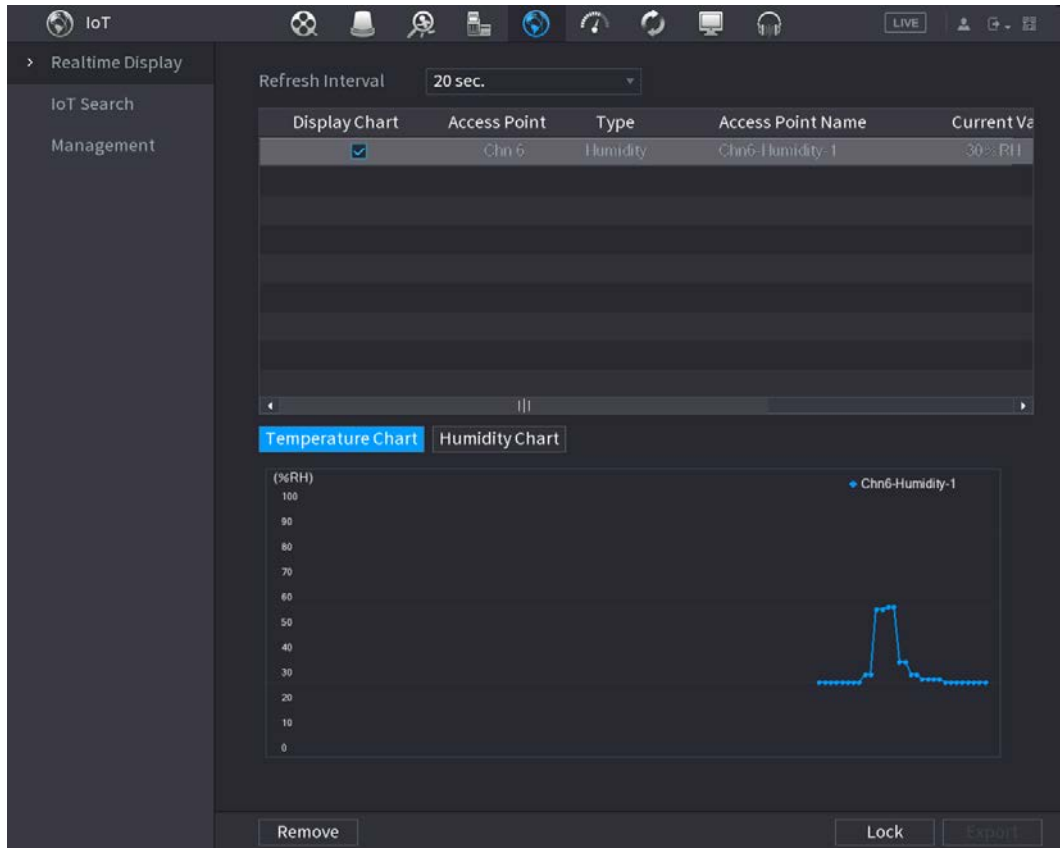 IoT
LIVE
Realtime Display
IoT Search
Management
Refresh Interval 20 sec.
Display Chart Access Point Type Access Point Name Current Va
Chn 6 Humidity Chn6-Humidity-1 30% RH
Temperature Chart Humidity Chart
(%RH)
Chn6-Humidity-1
100
90
80
70
60
50
40
30
20
10
0
Remove Lock Export